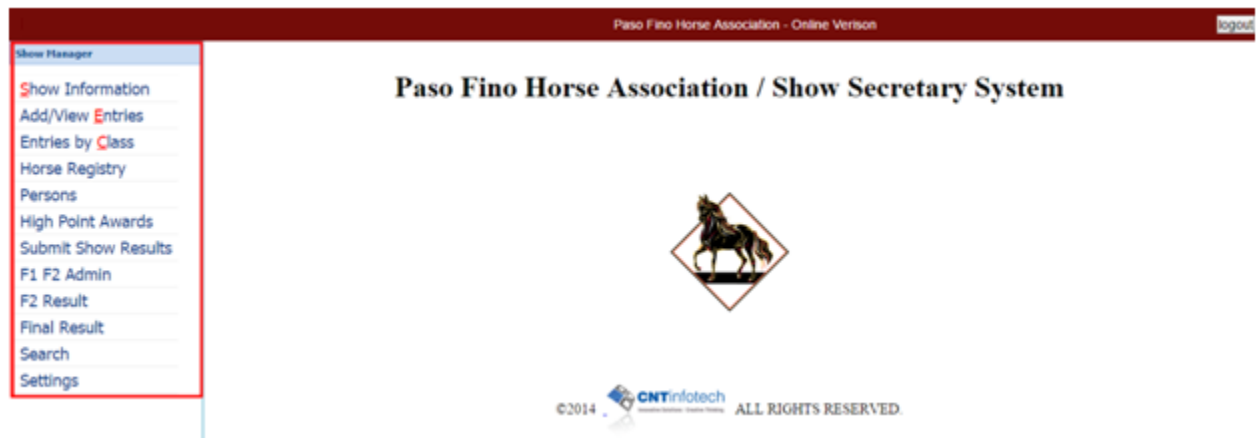 Paso Fino Horse Association - Online Verison
logout
Show Manager
Show Information
Add/View Entries
Entries by Class
Horse Registry
Persons
High Point Awards
Submit Show Results
F1 F2 Admin
F2 Result
Final Result
Search
Settings
Paso Fino Horse Association / Show Secretary System
©2014 CNTinfotech ALL RIGHTS RESERVED.